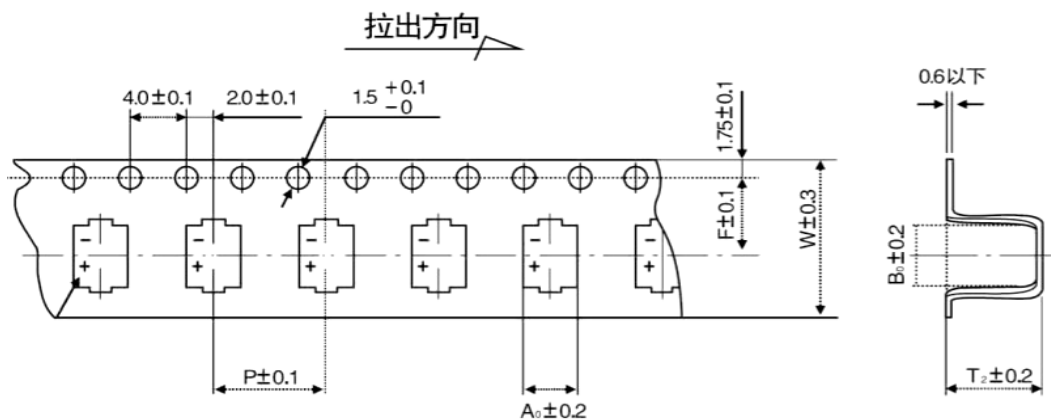 拉出方向
0.6以下
4.0±0.1
2.0±0.1
1.5 +0.1 −0
1.75±0.1
F±0.1
W±0.3
B₀±0.2
− − − − −
+ + + + +
P±0.1
A₀±0.2
T₂±0.2